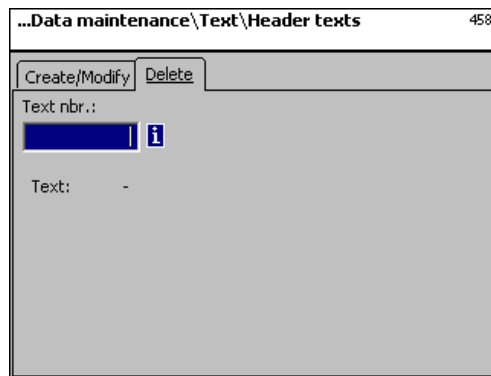 ...Data maintenance\Text\Header texts 458
Create/Modify Delete
Text nbr.:
i
Text: -